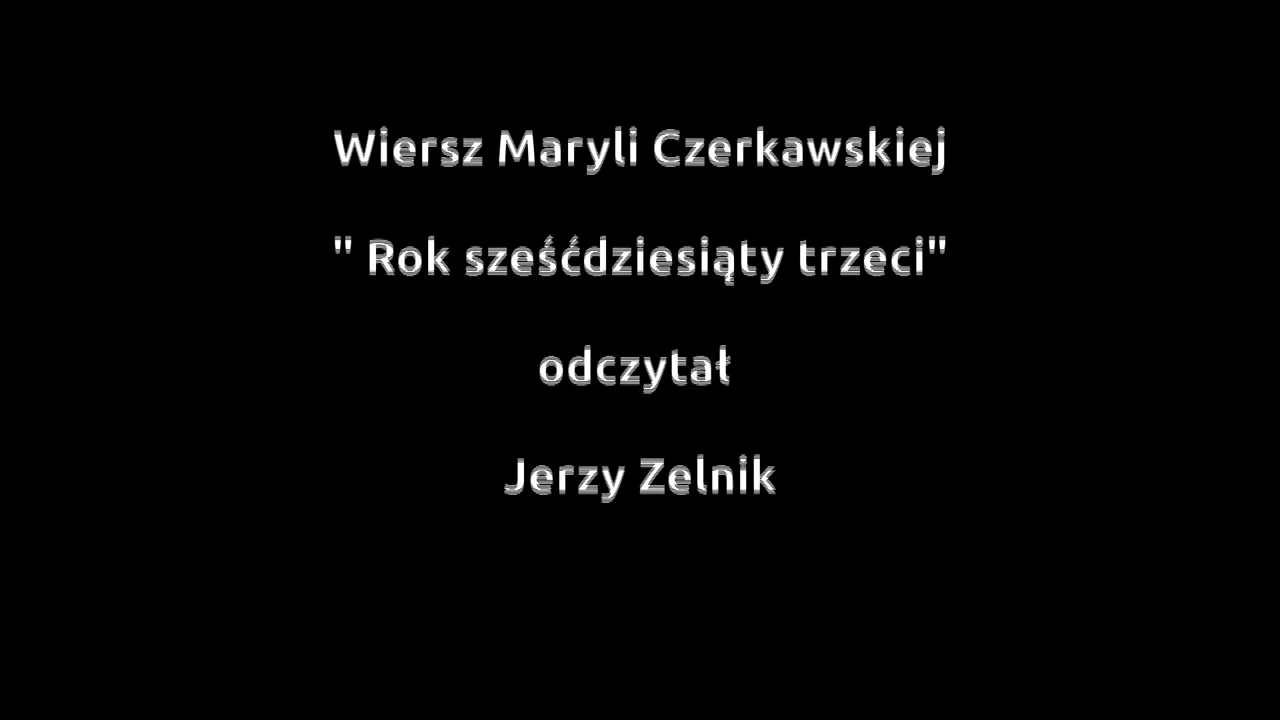 Wiersz Maryli Czerkawskiej
" Rok sześćdziesiąty trzeci"
odczytał
Jerzy Zelnik